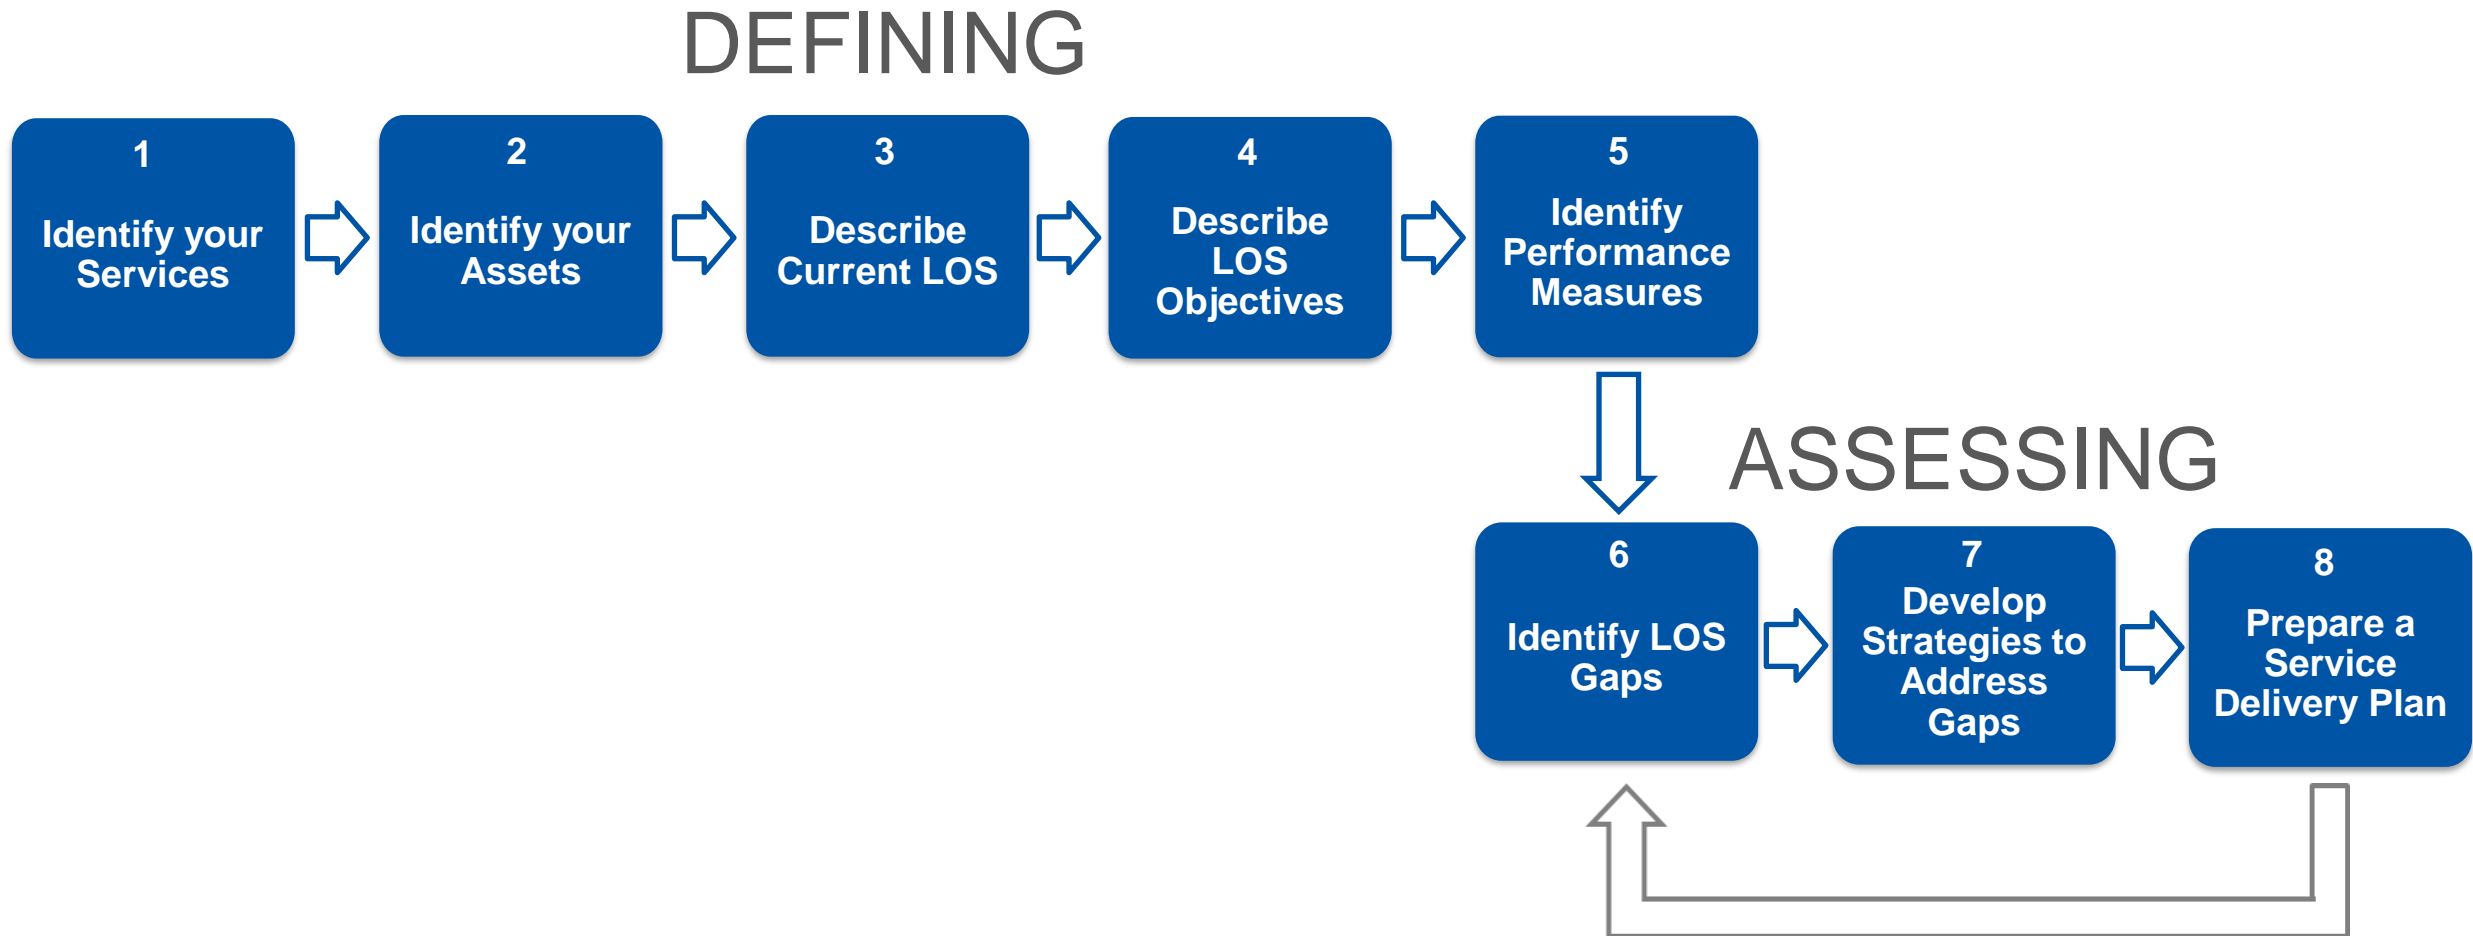 DEFINING
1
Identify your
Services
2
Identify your
Assets
3
Describe
Current LOS
4
Describe
LOS
Objectives
5
Identify
Performance
Measures
ASSESSING
6
Identify LOS
Gaps
7
Develop
Strategies to
Address
Gaps
8
Prepare a
Service
Delivery Plan